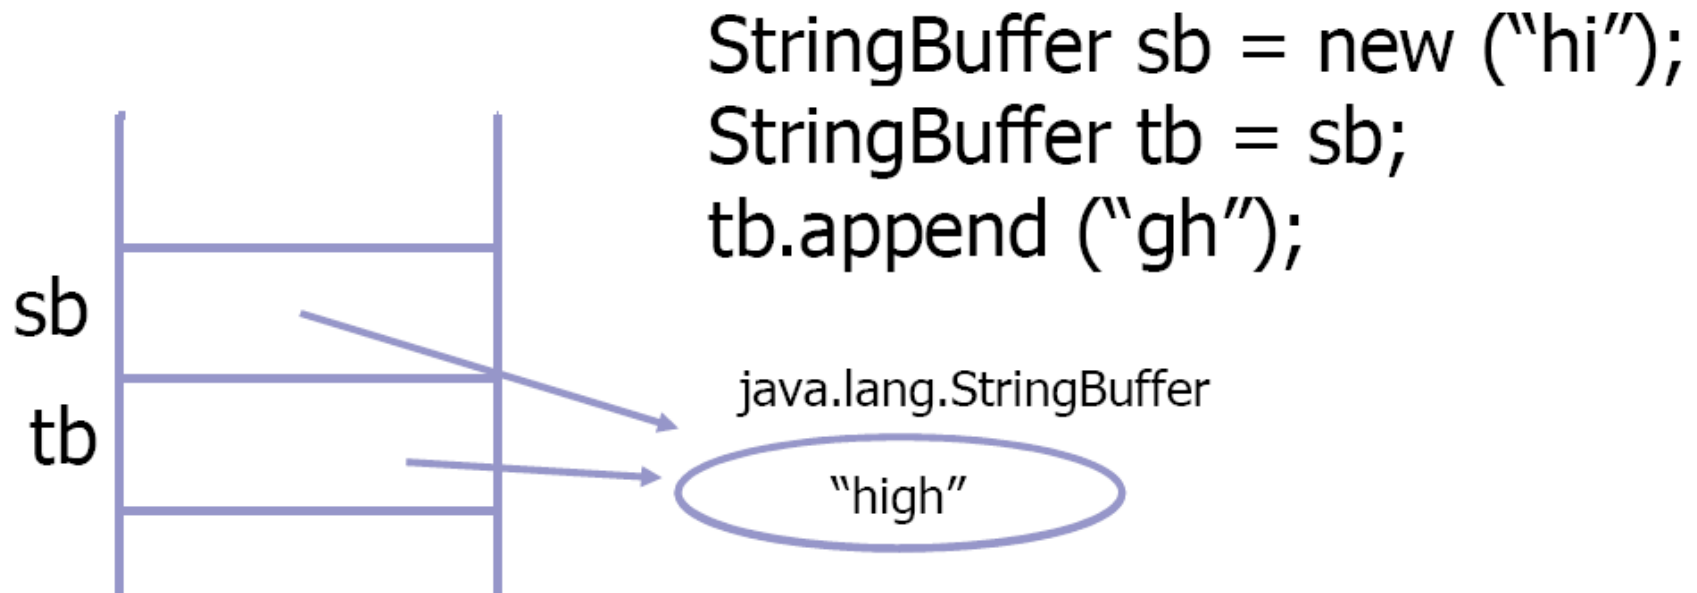 StringBuffer sb = new (“hi”);
StringBuffer tb = sb;
tb.append (“gh”);
sb
tb
java.lang.StringBuffer
“high”